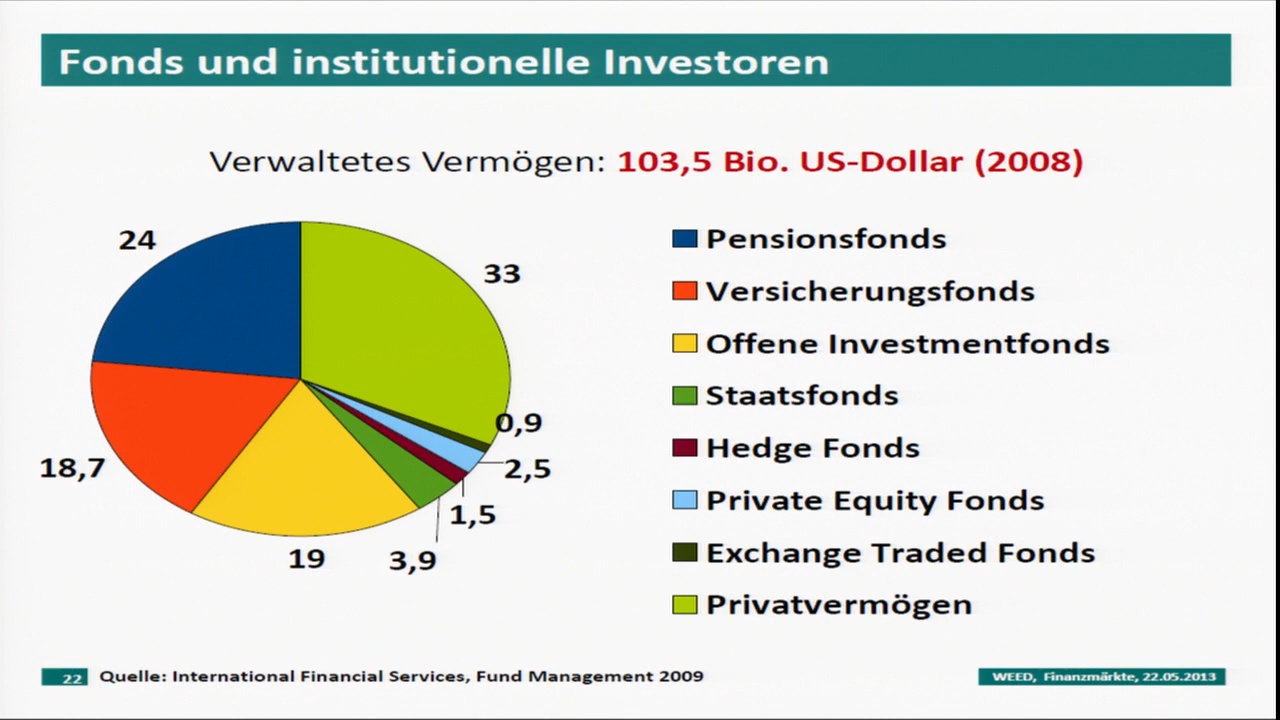 Fonds und institutionelle Investoren
Verwaltetes Vermögen: 103,5 Bio. US-Dollar (2008)
24
33
0,9
2,5
1,5
3,9
19
18,7
Pensionsfonds
Versicherungsfonds
Offene Investmentfonds
Staatsfonds
Hedge Fonds
Private Equity Fonds
Exchange Traded Fonds
Privatvermögen
22 Quelle: International Financial Services, Fund Management 2009
WEED, Finanzmärkte, 22.05.2013